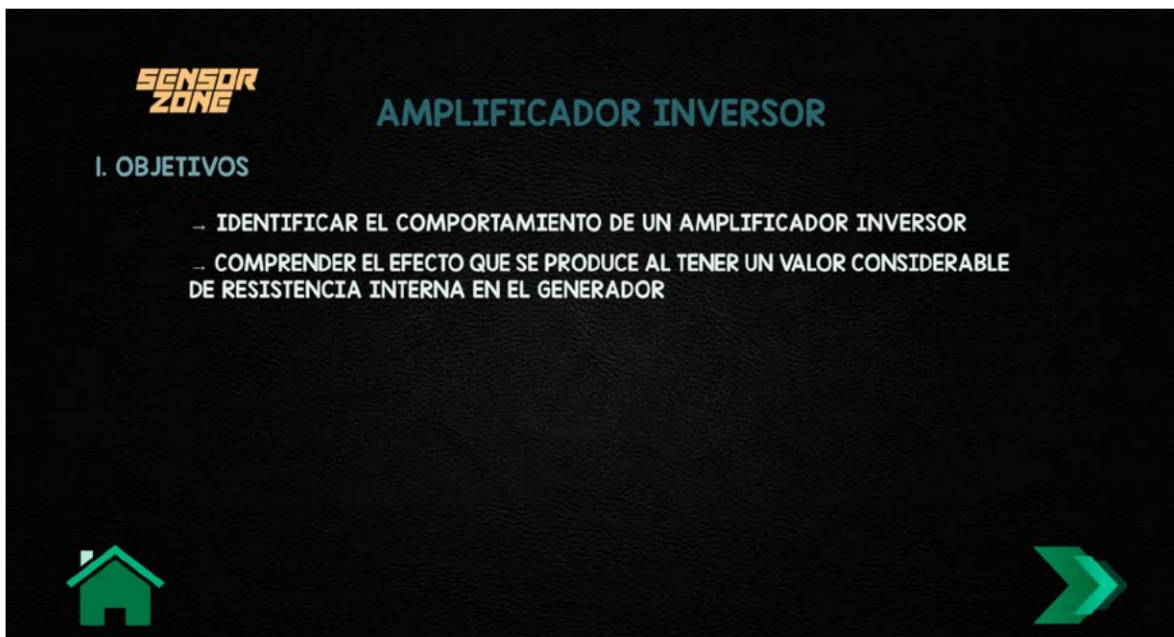 SENSOR
ZONE
AMPLIFICADOR INVERSOR
I. OBJETIVOS
→ IDENTIFICAR EL COMPORTAMIENTO DE UN AMPLIFICADOR INVERSOR
→ COMPRENDER EL EFECTO QUE SE PRODUCE AL TENER UN VALOR CONSIDERABLE
DE RESISTENCIA INTERNA EN EL GENERADOR